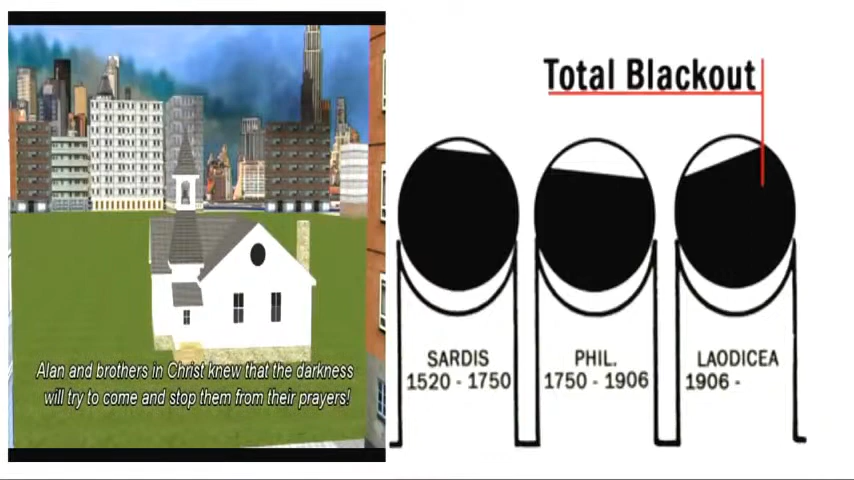 Alan and brothers in Christ knew that the darkness
will try to come and stop them from their prayers!
Total Blackout
SARDIS
1520 - 1750
PHIL.
1750 - 1906
LAODICEA
1906 -